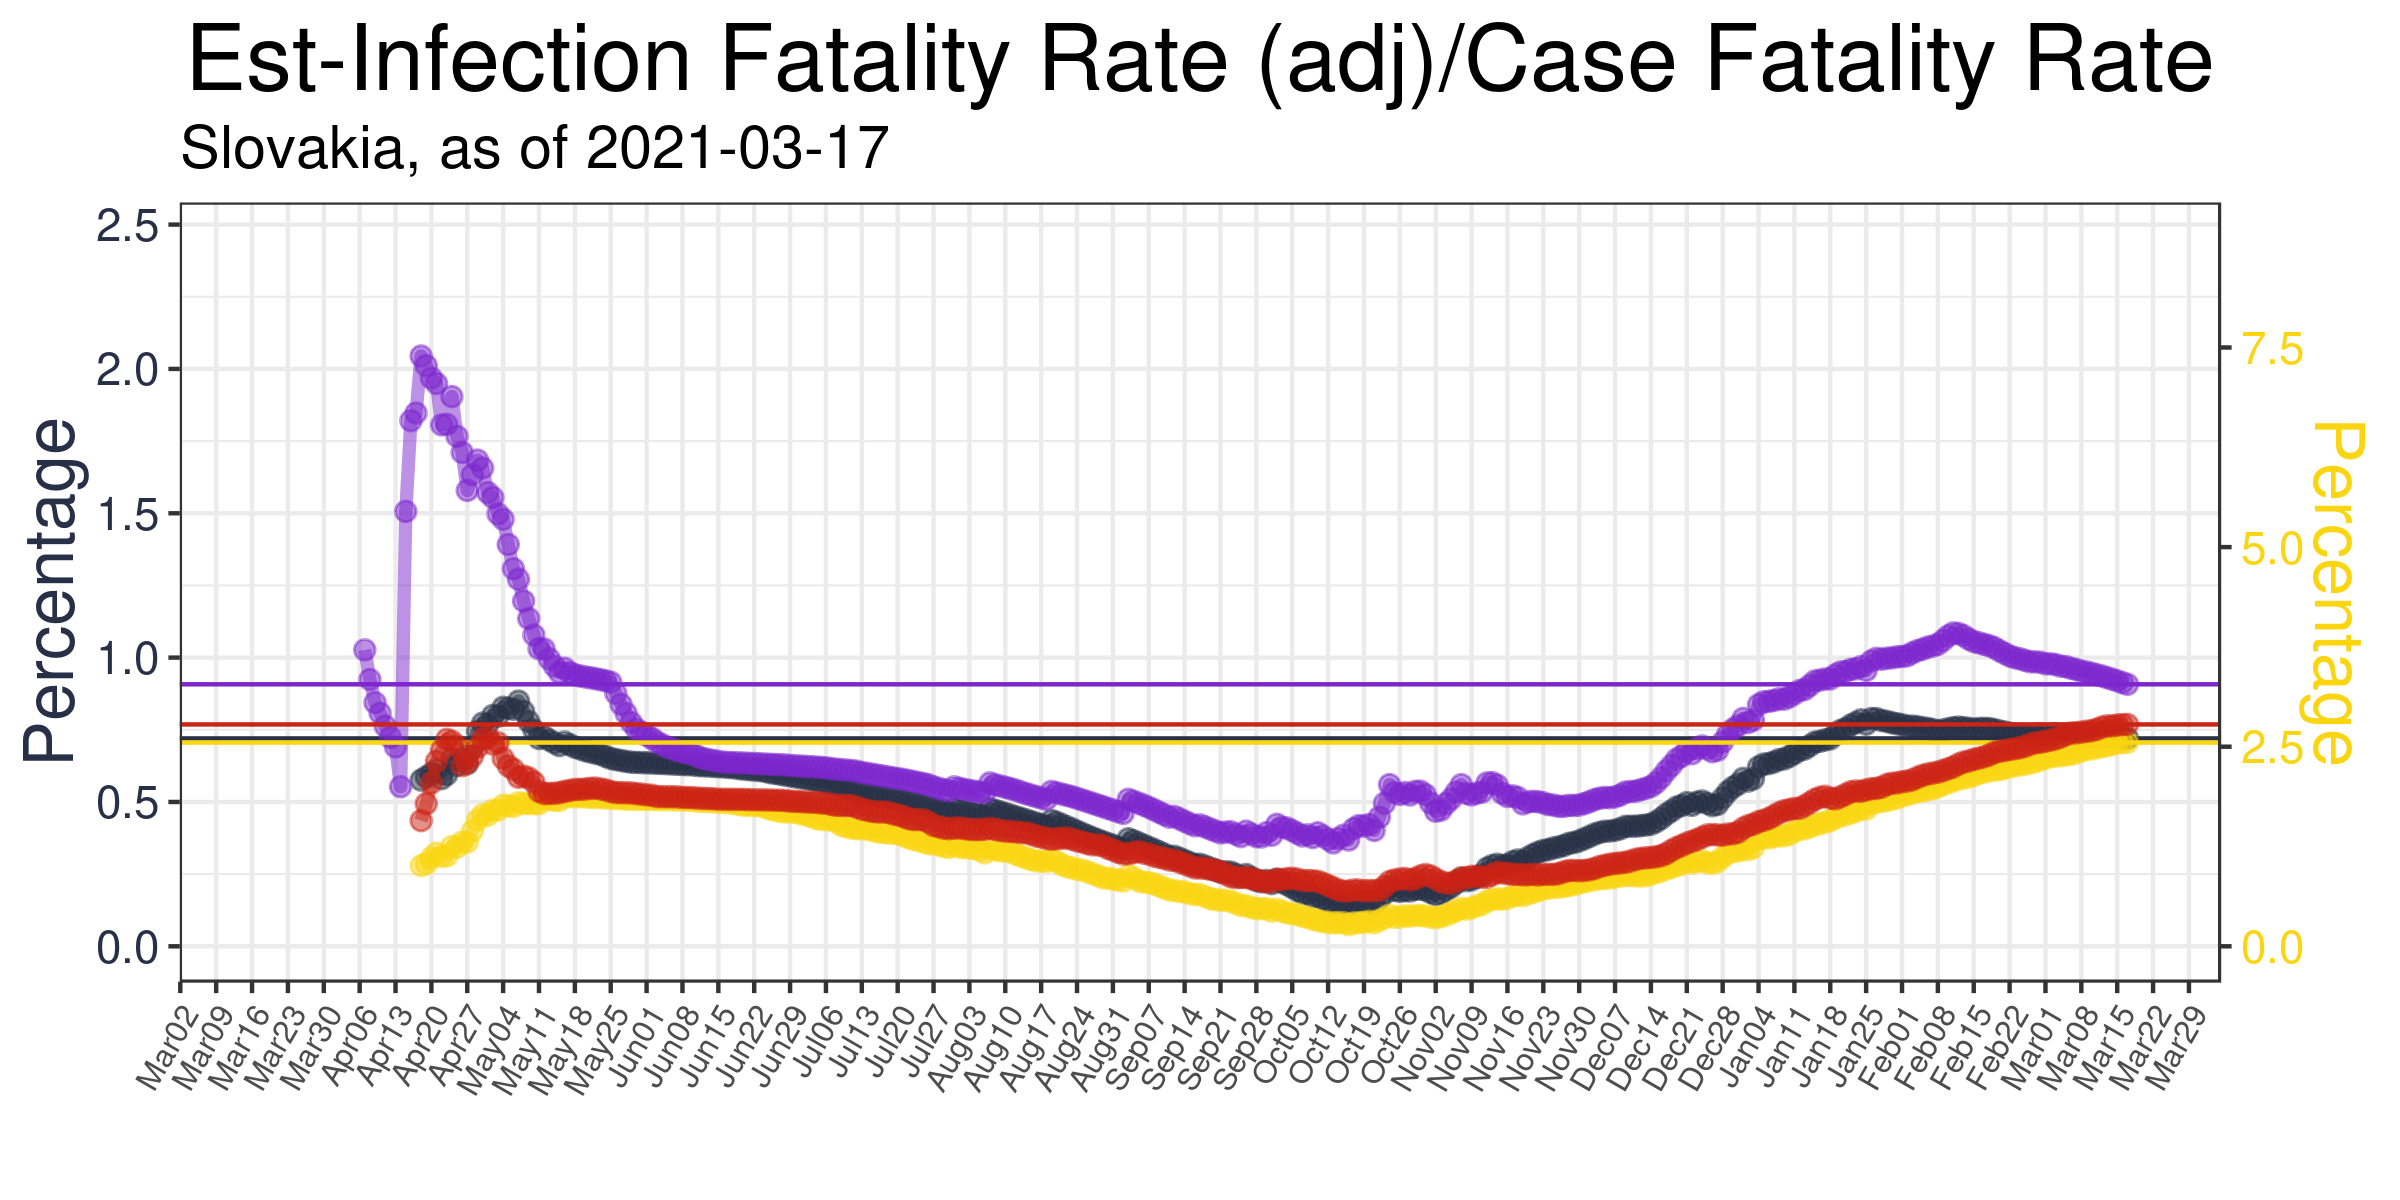 Est-Infection Fatality Rate (adj)/Case Fatality Rate
Slovakia, as of 2021-03-17
Percentage
2.5
2.0
1.5
1.0
0.5
0.0
7.5
5.0
2.5
0.0
Percentage
Mar02
Mar09
Mar16
Mar23
Mar30
Apr06
Apr13
Apr20
Apr27
May04
May11
May18
May25
Jun01
Jun08
Jun15
Jun22
Jun29
Jul06
Jul13
Jul20
Jul27
Aug03
Aug10
Aug17
Aug24
Aug31
Sep07
Sep14
Sep21
Sep28
Oct05
Oct12
Oct19
Oct26
Nov02
Nov09
Nov16
Nov23
Nov30
Dec07
Dec14
Dec21
Dec28
Jan04
Jan11
Jan18
Jan25
Feb01
Feb08
Feb15
Feb22
Mar01
Mar08
Mar15
Mar22
Mar29